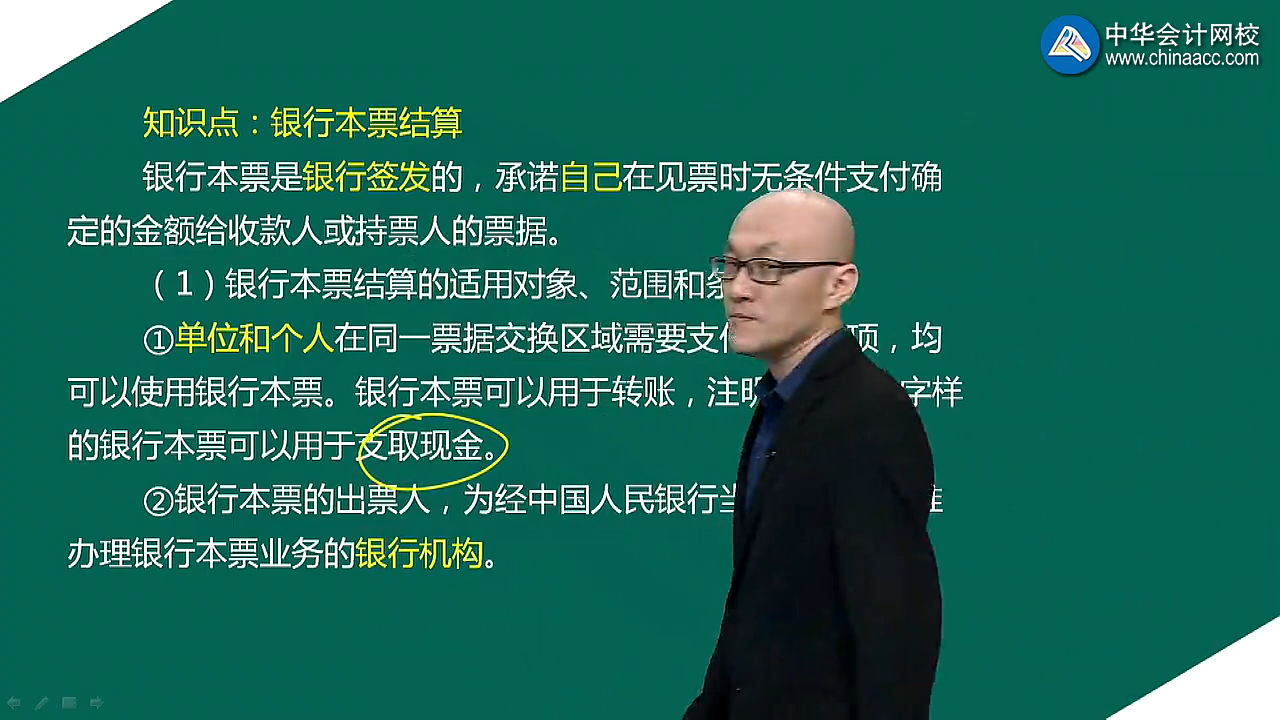 中华会计网校
www.chinaacc.com
知识点：银行本票结算
银行本票是银行签发的，承诺自己在见票时无条件支付确
定的金额给收款人或持票人的票据。
（1）银行本票结算的适用对象、范围和
①单位和个人在同一票据交换区域需要支 项，均
可以使用银行本票。银行本票可以用于转账，注 字样
的银行本票可以用于支取现金。
②银行本票的出票人，为经中国人民银行
办理银行本票业务的银行机构。